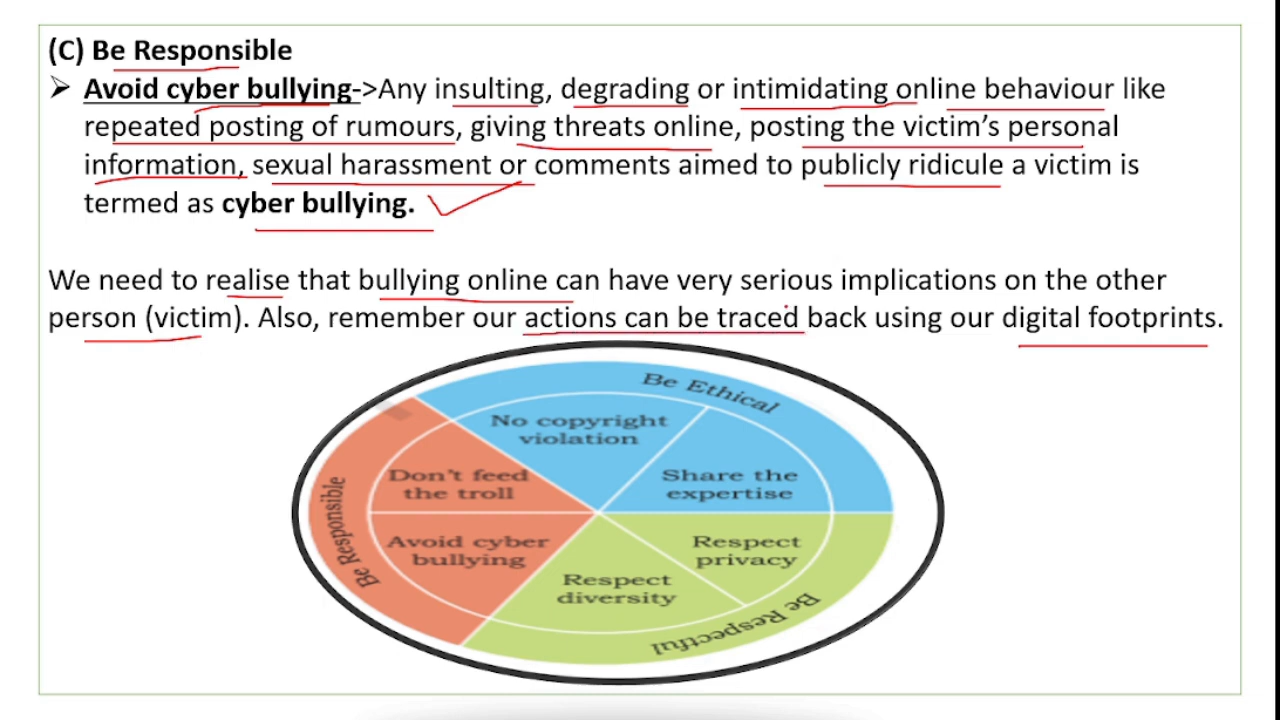 (C) Be Responsible
➢ Avoid cyber bullying->Any insulting, degrading or intimidating online behaviour like
repeated posting of rumours, giving threats online, posting the victim's personal
information, sexual harassment or comments aimed to publicly ridicule a victim is
termed as cyber bullying.
We need to realise that bullying online can have very serious implications on the other
person (victim). Also, remember our actions can be traced back using our digital footprints.
Be Ethical
No copyright
violation
Share the
expertise
Be Responsible
Don't feed
the troll
Avoid cyber
bullying
Respect
privacy
Respect
diversity
Be Respectful